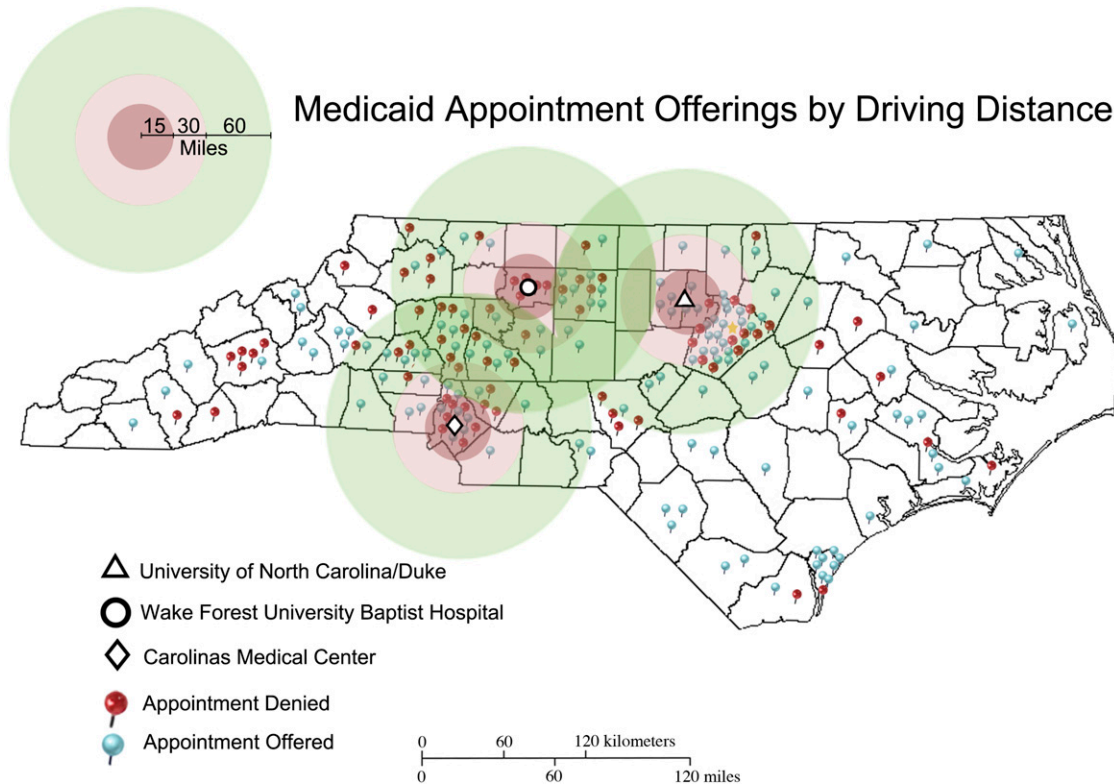 Medicaid Appointment Offerings by Driving Distance
15 30 60
Miles
University of North Carolina/Duke
Wake Forest University Baptist Hospital
Carolinas Medical Center
Appointment Denied
Appointment Offered
0 60 120 kilometers
0 60 120 miles